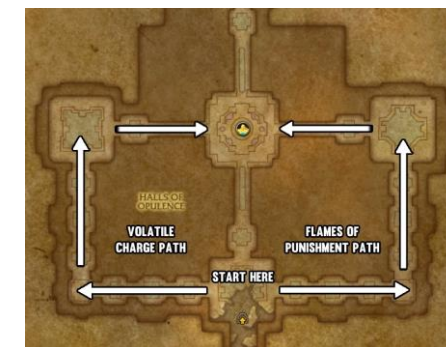 HALLS OF
OPULENCE
VOLATILE
CHARGE PATH
FLAMES OF
PUNISHMENT PATH
START HERE